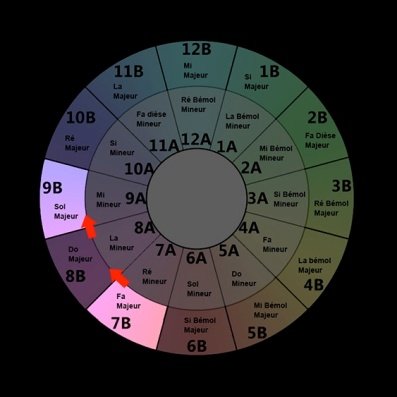 12B
Mi
Majeur
1B
Si
Majeur
2B
Fa Dièse
Majeur
3B
Ré Bémol
Majeur
La bémol
Majeur
4B
Mi Bémol
Majeur
5B
Si Bémol
Majeur
6B
Fa
Majeur
7B
Do
Majeur
8B
9B
Sol
Majeur
10B
Ré
Majeur
11B
La
Majeur
Ré Bémol
Mineur
12A
La Bémol
Mineur
1A
Mi Bémol
Mineur
2A
3A
Si Bémol
Mineur
4A
Fa
Mineur
5A
Do
Mineur
6A
Sol
Mineur
7A
Ré
Mineur
8A
La
Mineur
Mi
Mineur
9A
Si
Mineur
10A
Fa dièse
Mineur
11A